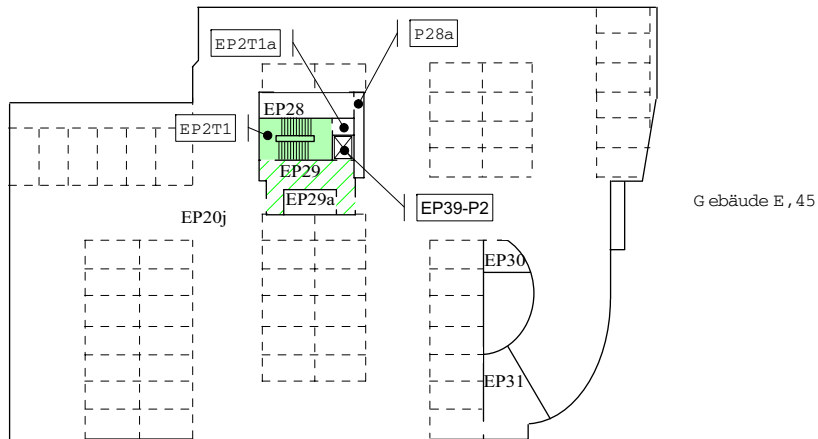 P28a
EP2T1a
EP28
EP2T1
EP29
EP29a
EP39-P2
Gebäude E,45
EP20j
EP30
EP31